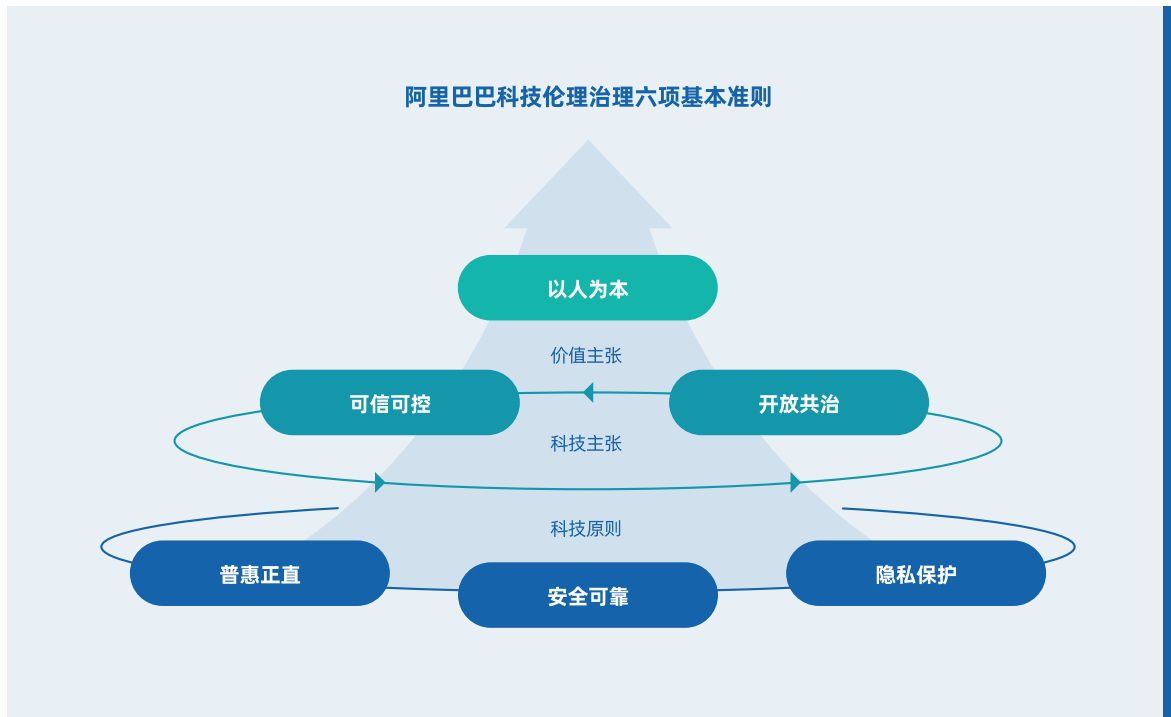 阿里巴巴科技伦理治理六项基本准则
以人为本
价值主张
可信可控
开放共治
科技主张
科技原则
普惠正直
安全可靠
隐私保护